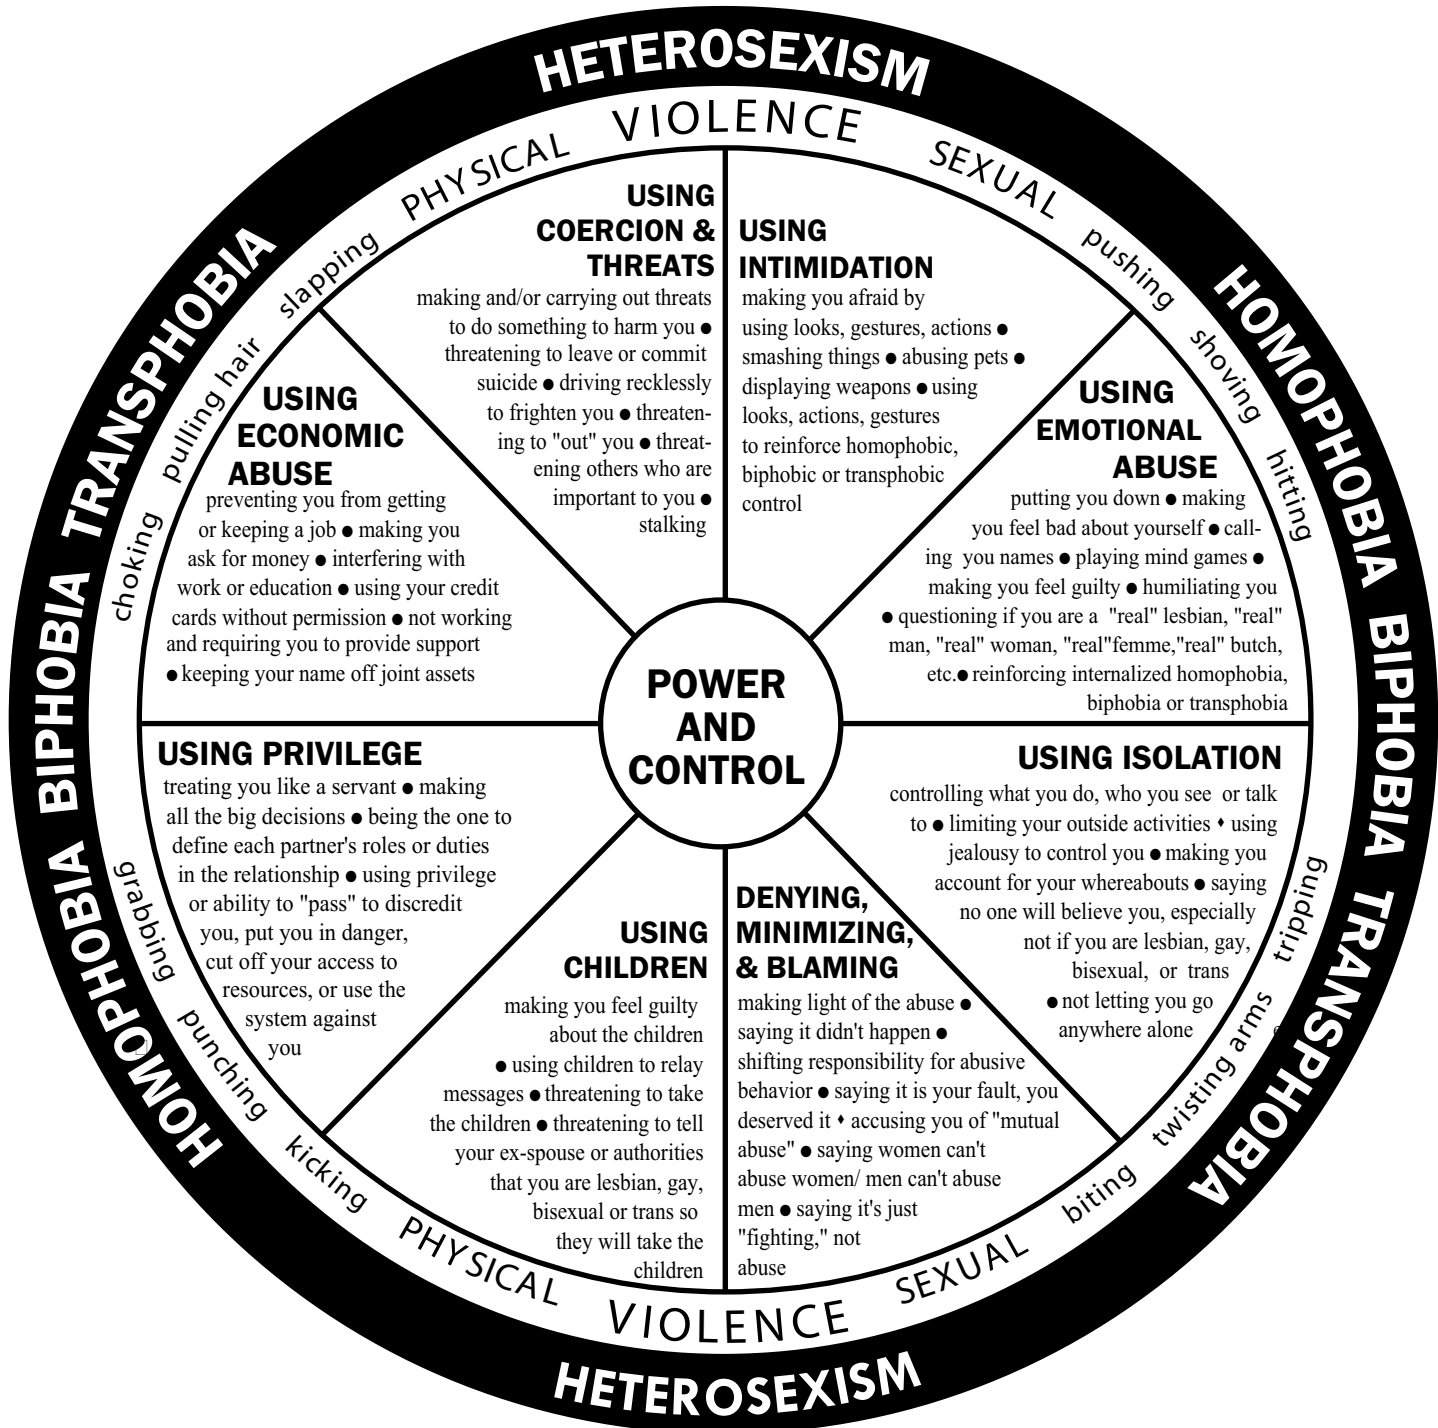 HETEROSEXISM
HOMOPHOBIA BIPHOBIA TRANSPHOBIA
HETEROSEXISM
HOMOPHOBIA BIPHOBIA TRANSPHOBIA
PHYSICAL VIOLENCE SEXUAL
pushing shoving hitting
tripping twisting arms biting
PHYSICAL VIOLENCE SEXUAL
kicking punching grabbing
choking pulling hair slapping
USING
COERCION &
THREATS
making and/or carrying out threats
to do something to harm you ●
threatening to leave or commit
suicide ● driving recklessly
to frighten you ● threaten-
ing to "out" you ● threat-
ening others who are
important to you ●
stalking
USING
INTIMIDATION
making you afraid by
using looks, gestures, actions ●
smashing things ● abusing pets ●
displaying weapons ● using
looks, actions, gestures
to reinforce homophobic,
biphobic or transphobic
control
USING
EMOTIONAL
ABUSE
putting you down ● making
you feel bad about yourself ● call-
ing you names ● playing mind games ●
making you feel guilty ● humiliating you
● questioning if you are a "real" lesbian, "real"
man, "real" woman, "real"femme,"real" butch,
etc.● reinforcing internalized homophobia,
biphobia or transphobia
USING ISOLATION
controlling what you do, who you see or talk
to ● limiting your outside activities ♦ using
jealousy to control you ● making you
account for your whereabouts ● saying
no one will believe you, especially
not if you are lesbian, gay,
bisexual, or trans
● not letting you go
anywhere alone
DENYING,
MINIMIZING,
& BLAMING
making light of the abuse ●
saying it didn't happen ●
shifting responsibility for abusive
behavior ● saying it is your fault, you
deserved it ♦ accusing you of "mutual
abuse" ● saying women can't
abuse women/ men can't abuse
men ● saying it's just
"fighting," not
abuse
USING
CHILDREN
making you feel guilty
about the children
● using children to relay
messages ● threatening to take
the children ● threatening to tell
your ex-spouse or authorities
that you are lesbian, gay,
bisexual or trans so
they will take the
children
USING PRIVILEGE
treating you like a servant ● making
all the big decisions ● being the one to
define each partner's roles or duties
in the relationship ● using privilege
or ability to "pass" to discredit
you, put you in danger,
cut off your access to
resources, or use the
system against
you
USING
ECONOMIC
ABUSE
preventing you from getting
or keeping a job ● making you
ask for money ● interfering with
work or education ● using your credit
cards without permission ● not working
and requiring you to provide support
● keeping your name off joint assets
POWER
AND
CONTROL